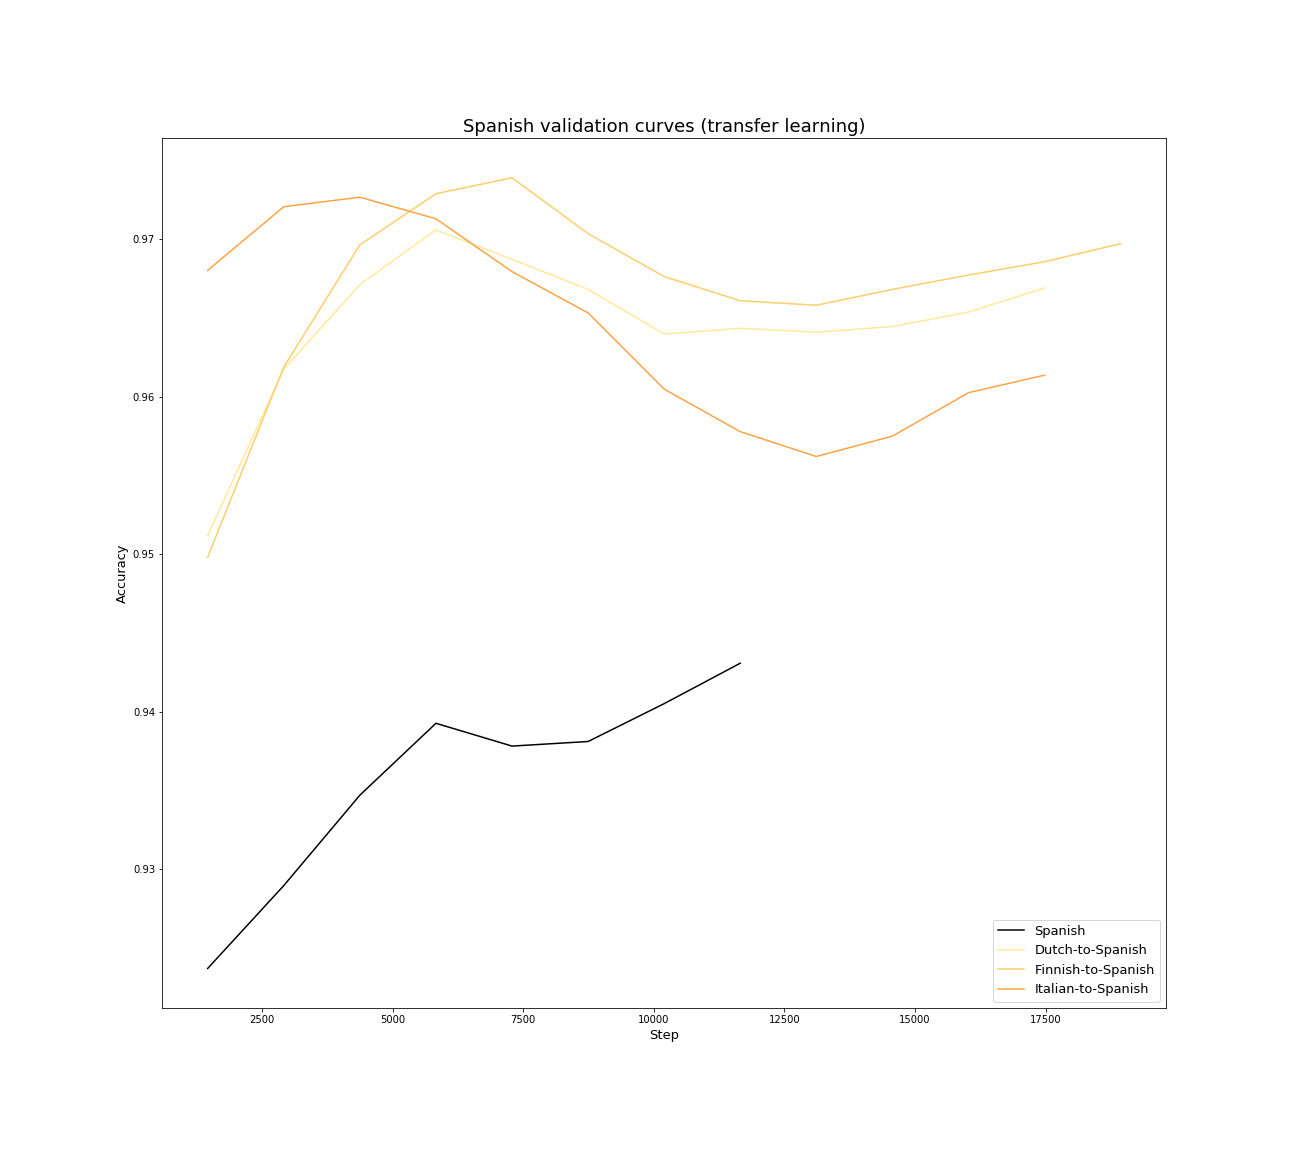 Spanish validation curves (transfer learning)
Accuracy
0.97
0.96
0.95
0.94
0.93
2500 5000 7500 10000 12500 15000 17500
Step
Spanish
Dutch-to-Spanish
Finnish-to-Spanish
Italian-to-Spanish